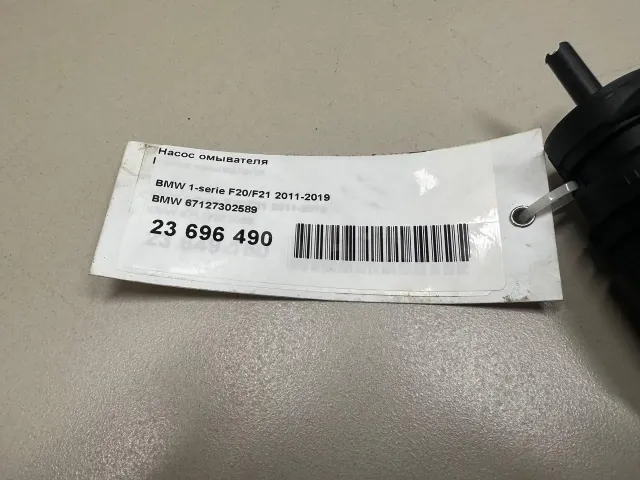 Насос омывателя
I
BMW 1-serie F20/F21 2011-2019
BMW 67127302589
23 696 490